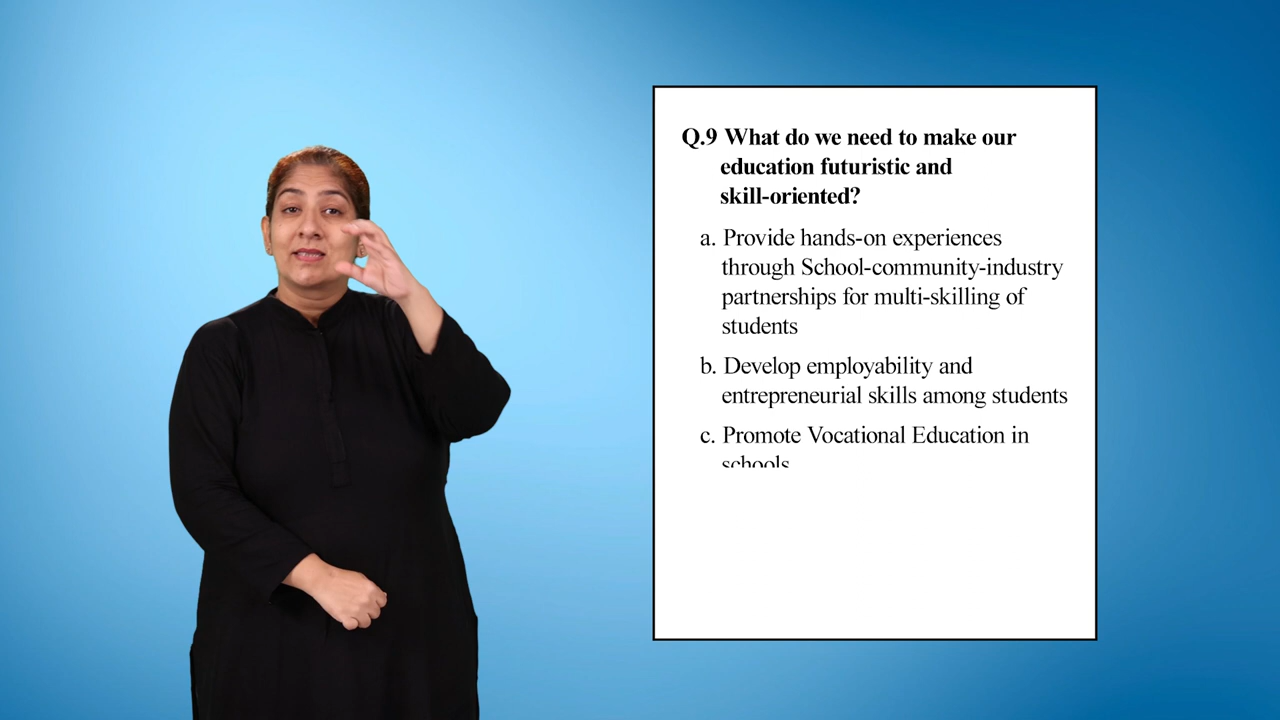 Q.9 What do we need to make our
education futuristic and
skill-oriented?
a. Provide hands-on experiences
through School-community-industry
partnerships for multi-skilling of
students
b. Develop employability and
entrepreneurial skills among students
c. Promote Vocational Education in
schools